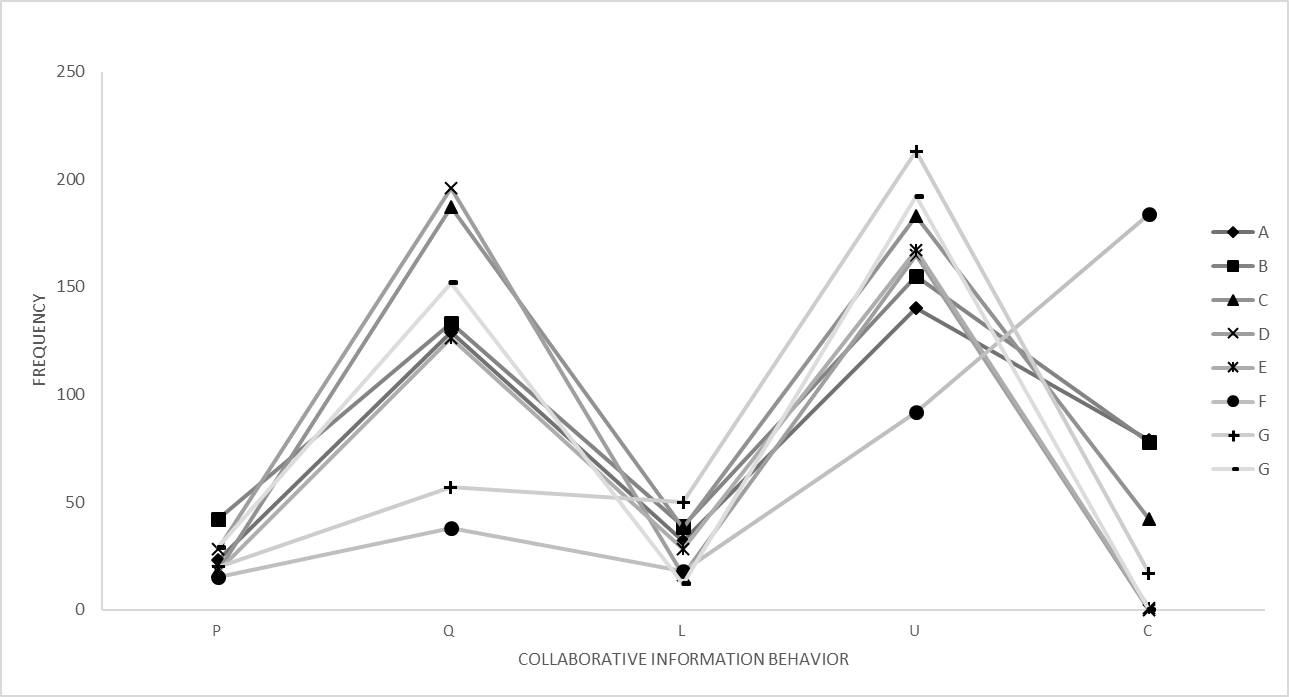 250
200
150
100
50
0
FREQUENCY
P Q L U C
COLLABORATIVE INFORMATION BEHAVIOR
A
B
C
D
E
F
G
G